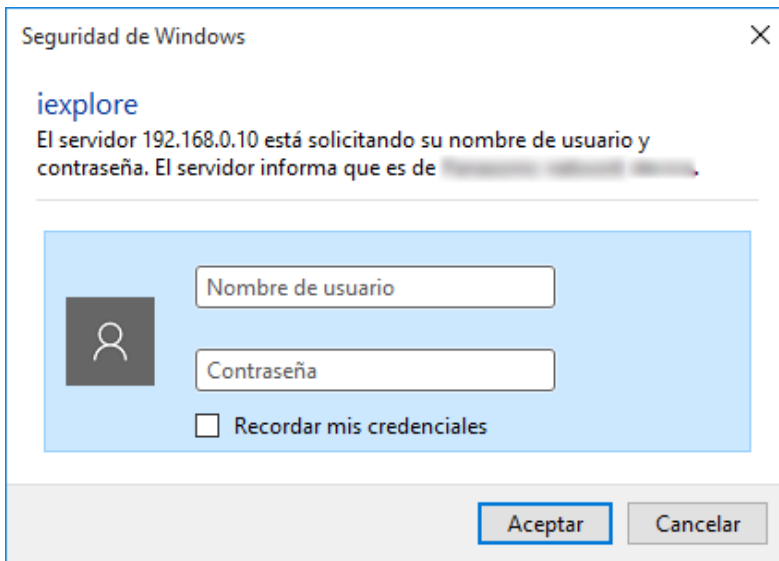 Seguridad de Windows
iexplore
El servidor 192.168.0.10 está solicitando su nombre de usuario y
contraseña. El servidor informa que es de
Nombre de usuario
Contraseña
Recordar mis credenciales
Aceptar
Cancelar